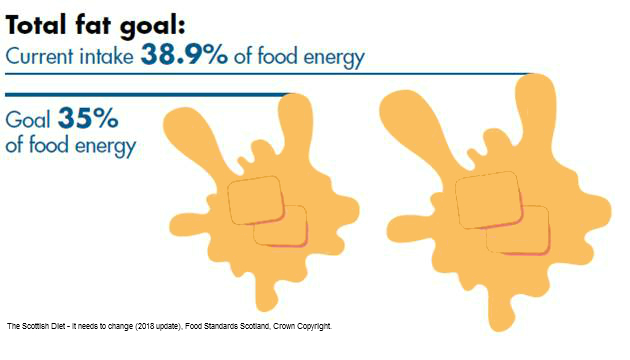 Total fat goal:
Current intake 38.9% of food energy
Goal 35%
of food energy
The Scottish Diet - it needs to change (2018 update), Food Standards Scotland, Crown Copyright.